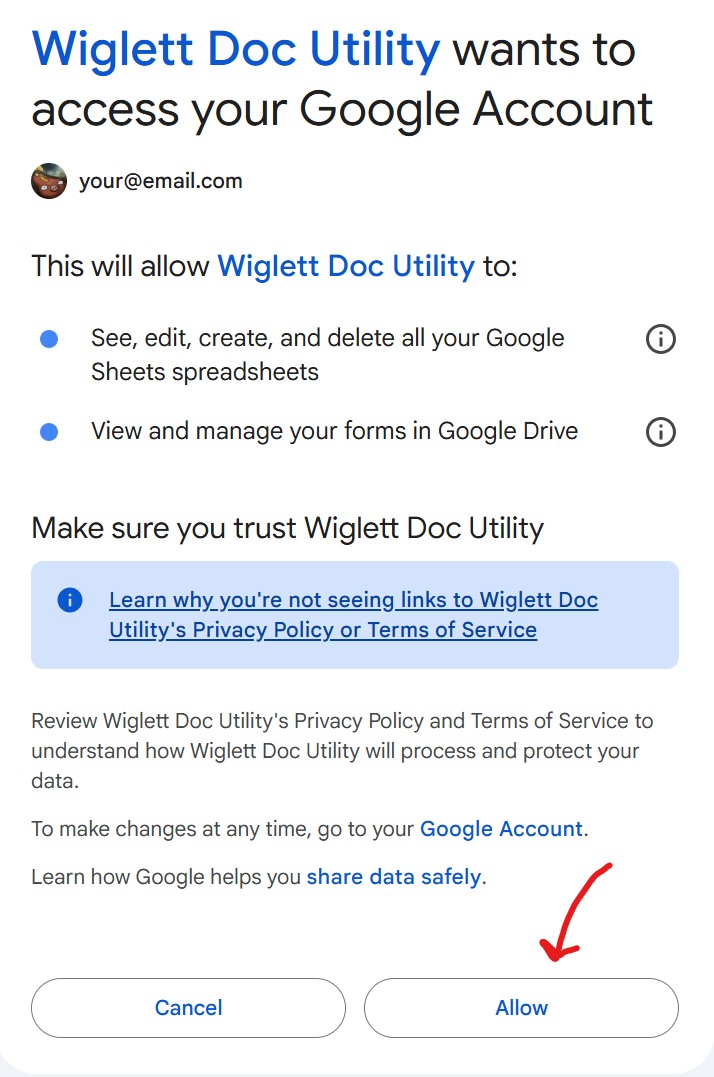 Wiglett Doc Utility wants to
access your Google Account
your@email.com
This will allow Wiglett Doc Utility to:
See, edit, create, and delete all your Google
Sheets spreadsheets
View and manage your forms in Google Drive
Make sure you trust Wiglett Doc Utility
Learn why you're not seeing links to Wiglett Doc
Utility's Privacy Policy or Terms of Service
Review Wiglett Doc Utility's Privacy Policy and Terms of Service to
understand how Wiglett Doc Utility will process and protect your
data.
To make changes at any time, go to your Google Account.
Learn how Google helps you share data safely.
Cancel
Allow